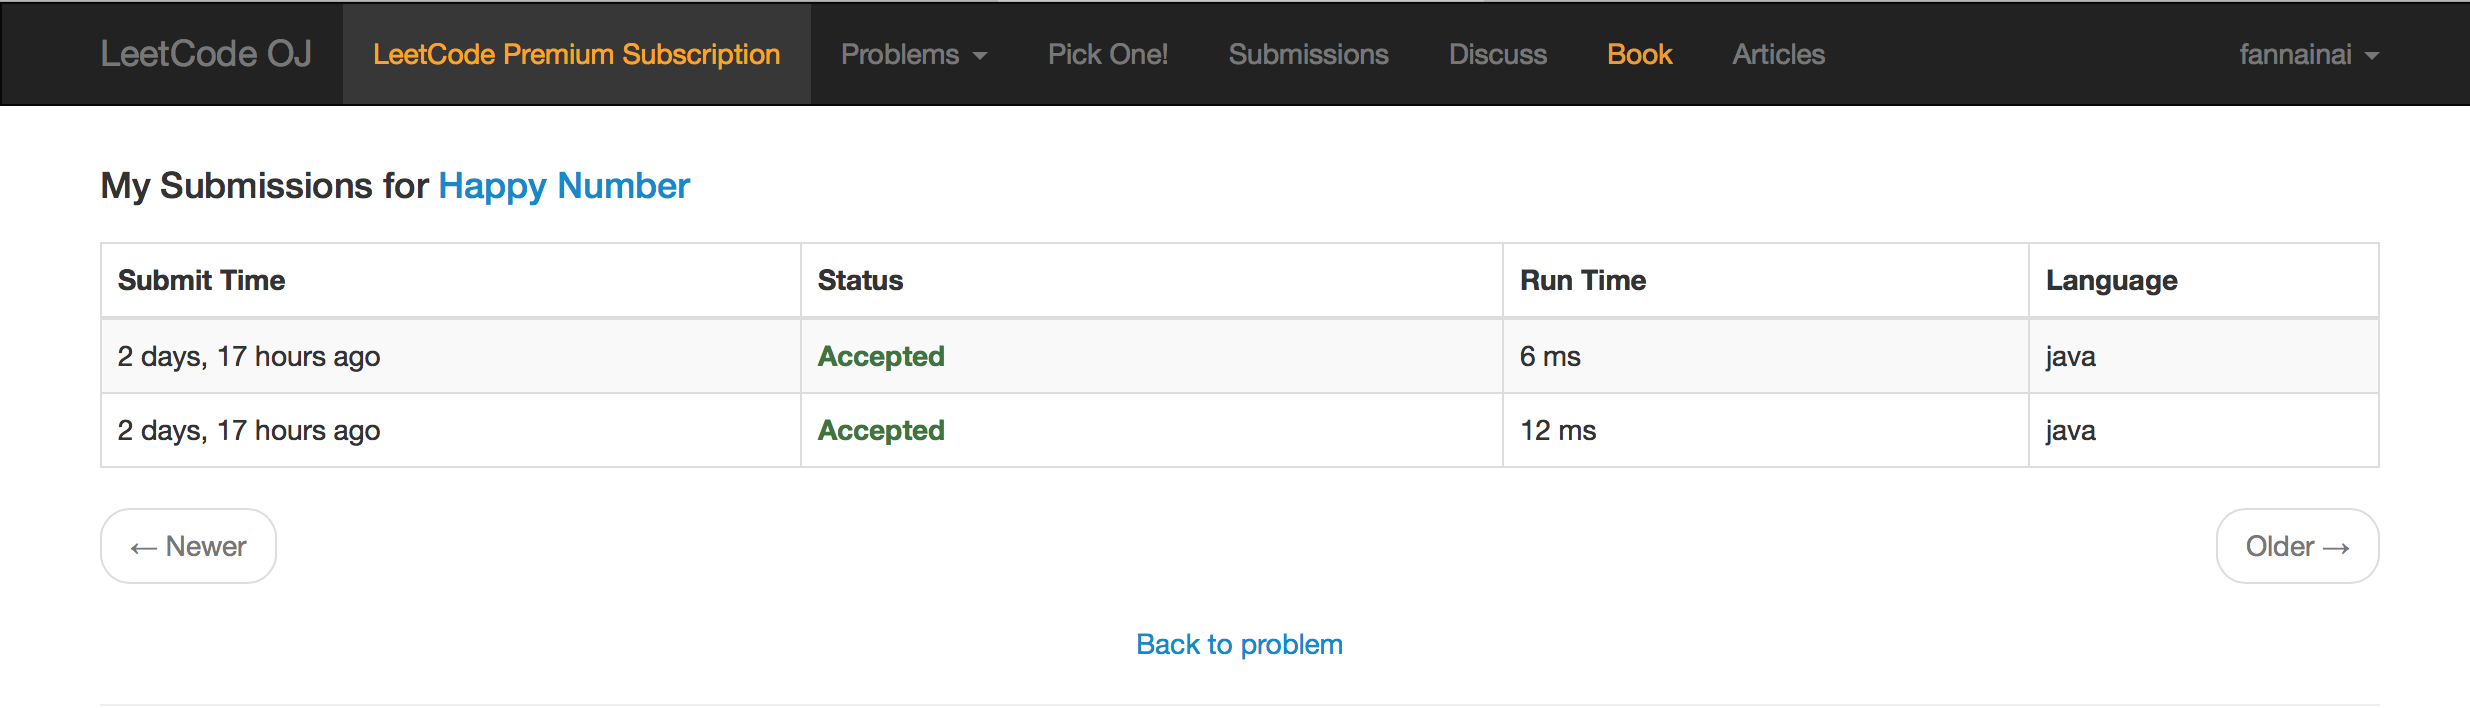 LeetCode OJ LeetCode Premium Subscription Problems Pick One! Submissions Discuss Book Articles fannainai
My Submissions for Happy Number
Submit Time Status Run Time Language
2 days, 17 hours ago Accepted 6 ms java
2 days, 17 hours ago Accepted 12 ms java
← Newer Older →
Back to problem